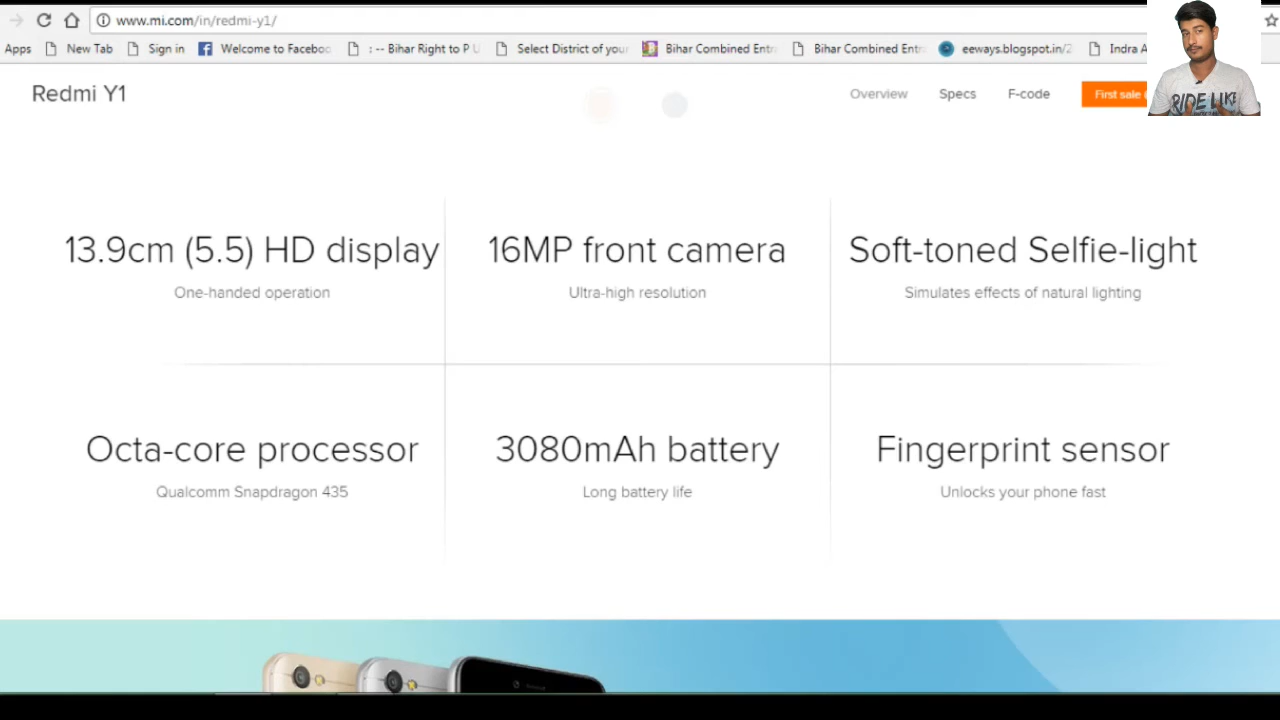 www.mi.com/in/redmi-y1/
Apps New Tab Sign in Welcome to Faceboo : -- Bihar Right to P U Select District of your Bihar Combined Entr Bihar Combined Entr eeways.blogspot.in/2 Indra A
Redmi Y1 Overview Specs F-code First sale
RIDE LIKE
13.9cm (5.5) HD display 16MP front camera Soft-toned Selfie-light
One-handed operation Ultra-high resolution Simulates effects of natural lighting
Octa-core processor 3080mAh battery Fingerprint sensor
Qualcomm Snapdragon 435 Long battery life Unlocks your phone fast